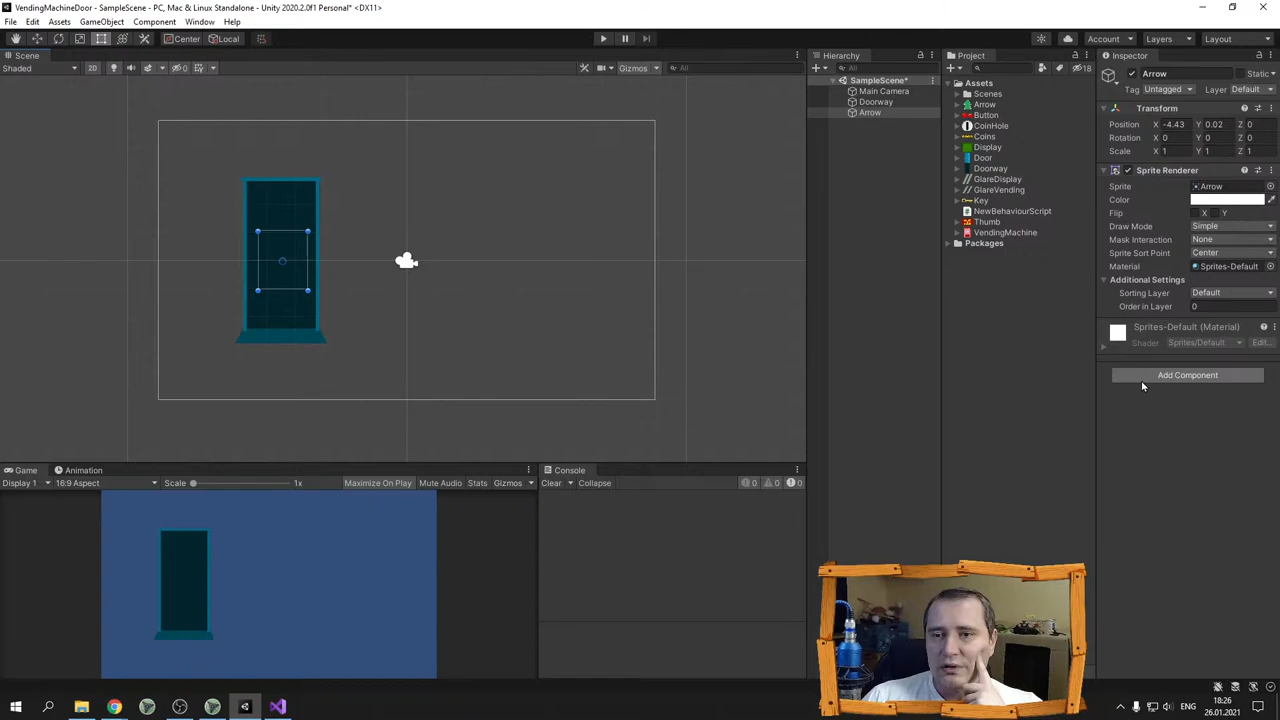 VendingMachineDoor - SampleScene - PC, Mac & Linux Standalone - Unity 2020.2.0f1 Personal* <DX11>
File Edit Assets GameObject Component Window Help
Center Local Account Layers Layout
Scene Hierarchy Project Inspector
Shaded 2D 0 Gizmos All All 18
Arrow Static
Tag Untagged Layer Default
SampleScene*
Main Camera
Doorway
Arrow
Assets
Scenes
Arrow
Button
CoinHole
Coins
Display
Door
Doorway
GlareDisplay
GlareVending
Key
NewBehaviourScript
Thumb
VendingMachine
Packages
Transform
Position X -4.43 Y 0.02 Z 0
Rotation X 0 Y 0 Z 0
Scale X 1 Y 1 Z 1
Sprite Renderer
Sprite Arrow
Color
Flip X Y
Draw Mode Simple
Mask Interaction None
Sprite Sort Point Center
Material Sprites-Default
Additional Settings
Sorting Layer Default
Order in Layer 0
Sprites-Default (Material)
Shader Sprites/Default Edit...
Add Component
Game Animation Console
Display 1 16:9 Aspect Scale 1x Maximize On Play Mute Audio Stats Gizmos Clear Collapse 0 0 0
ENG 18:26
26.01.2021